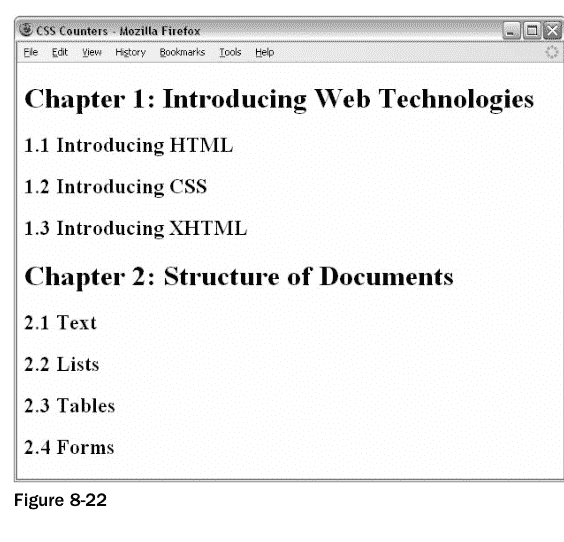 CSS Counters - Mozilla Firefox
File Edit View History Bookmarks Tools Help
Chapter 1: Introducing Web Technologies
1.1 Introducing HTML
1.2 Introducing CSS
1.3 Introducing XHTML
Chapter 2: Structure of Documents
2.1 Text
2.2 Lists
2.3 Tables
2.4 Forms
Figure 8-22